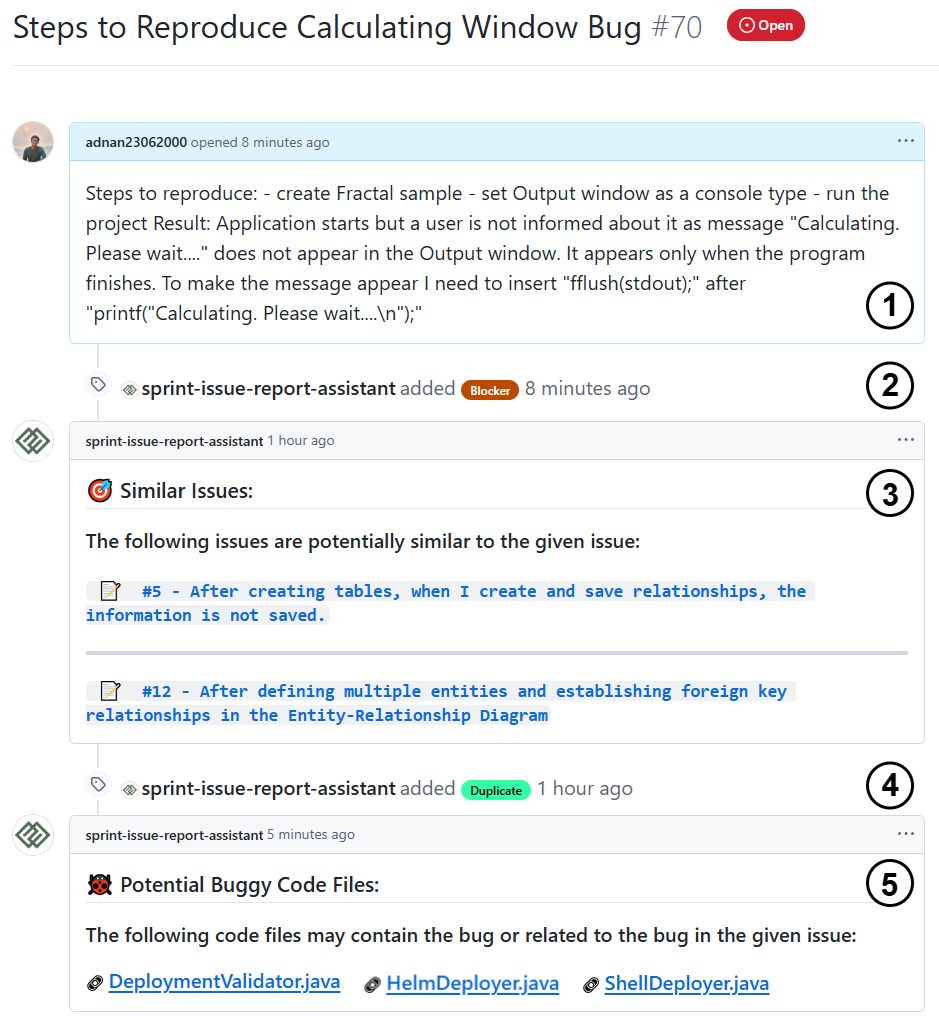 Steps to Reproduce Calculating Window Bug #70 Open
adnan23062000 opened 8 minutes ago
Steps to reproduce: - create Fractal sample - set Output window as a console type - run the
project Result: Application starts but a user is not informed about it as message "Calculating.
Please wait...." does not appear in the Output window. It appears only when the program
finishes. To make the message appear I need to insert "fflush(stdout);" after
"printf("Calculating. Please wait....\n");"
1
sprint-issue-report-assistant added Blocker 8 minutes ago
2
sprint-issue-report-assistant 1 hour ago
Similar Issues:
3
The following issues are potentially similar to the given issue:
#5 - After creating tables, when I create and save relationships, the
information is not saved.
#12 - After defining multiple entities and establishing foreign key
relationships in the Entity-Relationship Diagram
sprint-issue-report-assistant added Duplicate 1 hour ago
4
sprint-issue-report-assistant 5 minutes ago
Potential Buggy Code Files:
5
The following code files may contain the bug or related to the bug in the given issue:
DeploymentValidator.java HelmDeployer.java ShellDeployer.java